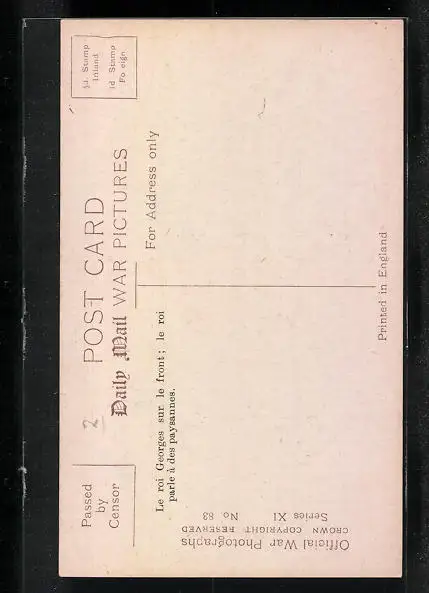 Passed
by
Censor
2
POST CARD
Daily Mail WAR PICTURES
½d. Stamp
Inland
1d Stamp
Fo eign
For Address only
Le roi Georges sur le front; le roi
parle à des paysannes.
Printed in England
Official War Photographs
CROWN COPYRIGHT RESERVED
Series XI No. 83